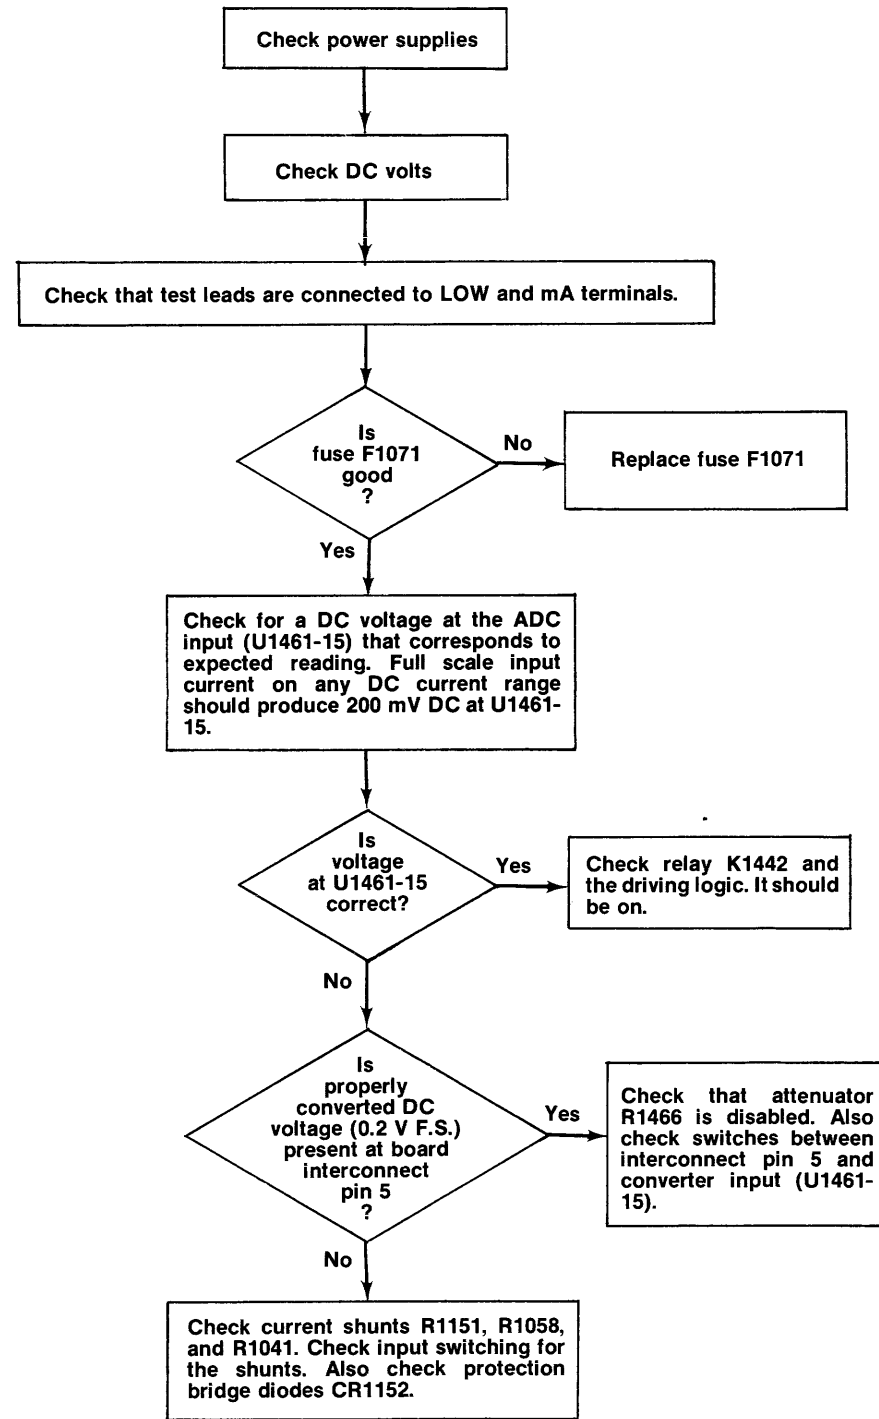 Check power supplies
Check DC volts
Check that test leads are connected to LOW and mA terminals.
Is
fuse F1071
good
?
No
Replace fuse F1071
Yes
Check for a DC voltage at the ADC
input (U1461-15) that corresponds to
expected reading. Full scale input
current on any DC current range
should produce 200 mV DC at U1461-
15.
Is
voltage
at U1461-15
correct?
Yes
Check relay K1442 and
the driving logic. It should
be on.
No
Is
properly
converted DC
voltage (0.2 V F.S.)
present at board
interconnect
pin 5
?
Yes
Check that attenuator
R1466 is disabled. Also
check switches between
interconnect pin 5 and
converter input (U1461-
15).
No
Check current shunts R1151, R1058,
and R1041. Check input switching for
the shunts. Also check protection
bridge diodes CR1152.